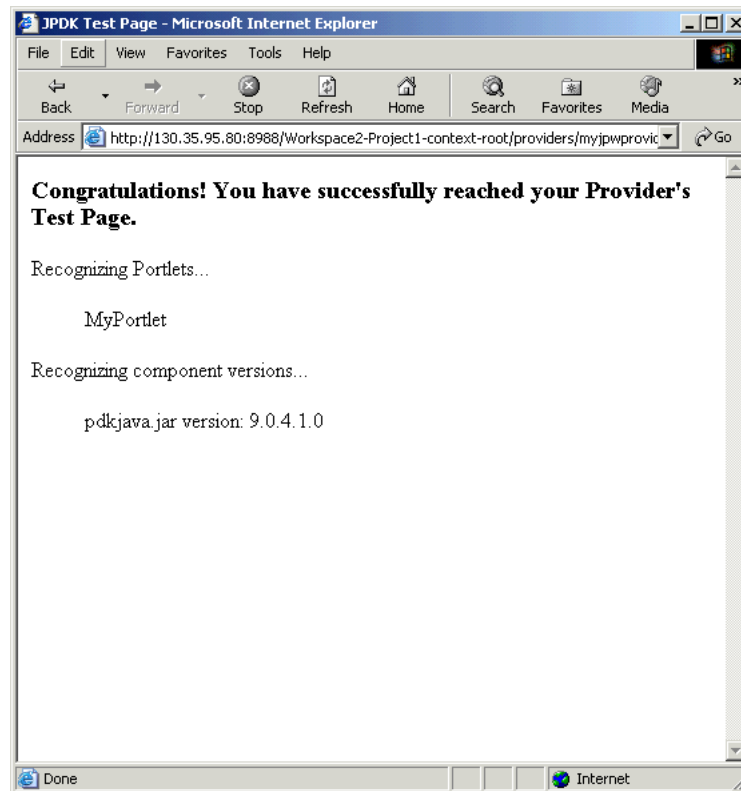 JPDK Test Page - Microsoft Internet Explorer
File Edit View Favorites Tools Help
Back Forward Stop Refresh Home Search Favorites Media »
Address http://130.35.95.80:8988/Workspace2-Project1-context-root/providers/myjpwprovic Go
Congratulations! You have successfully reached your Provider's
Test Page.
Recognizing Portlets...
MyPortlet
Recognizing component versions...
pdkjava.jar version: 9.0.4.1.0
Done Internet